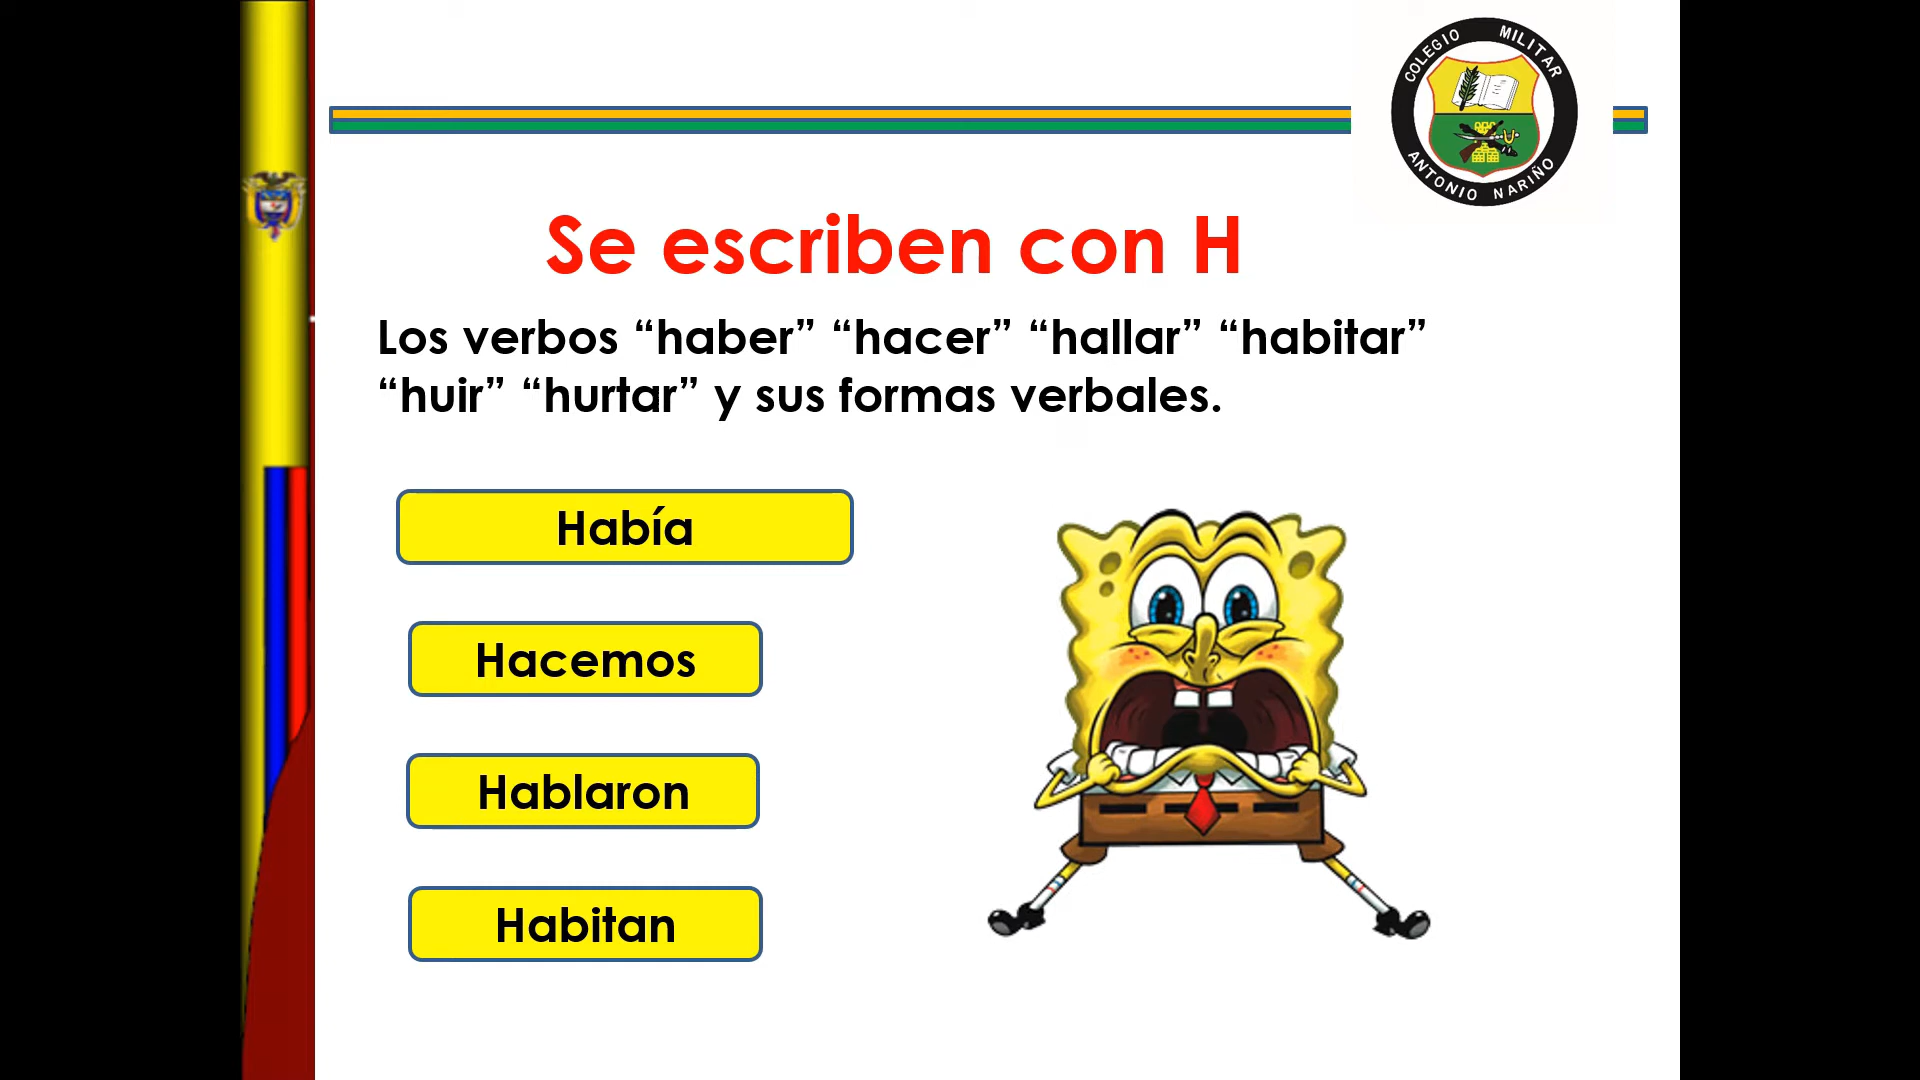 COLEGIO MILITAR
ANTONIO NARIÑO
Se escriben con H
Los verbos “haber” “hacer” “hallar” “habitar”
“huir” “hurtar” y sus formas verbales.
Había
Hacemos
Hablaron
Habitan